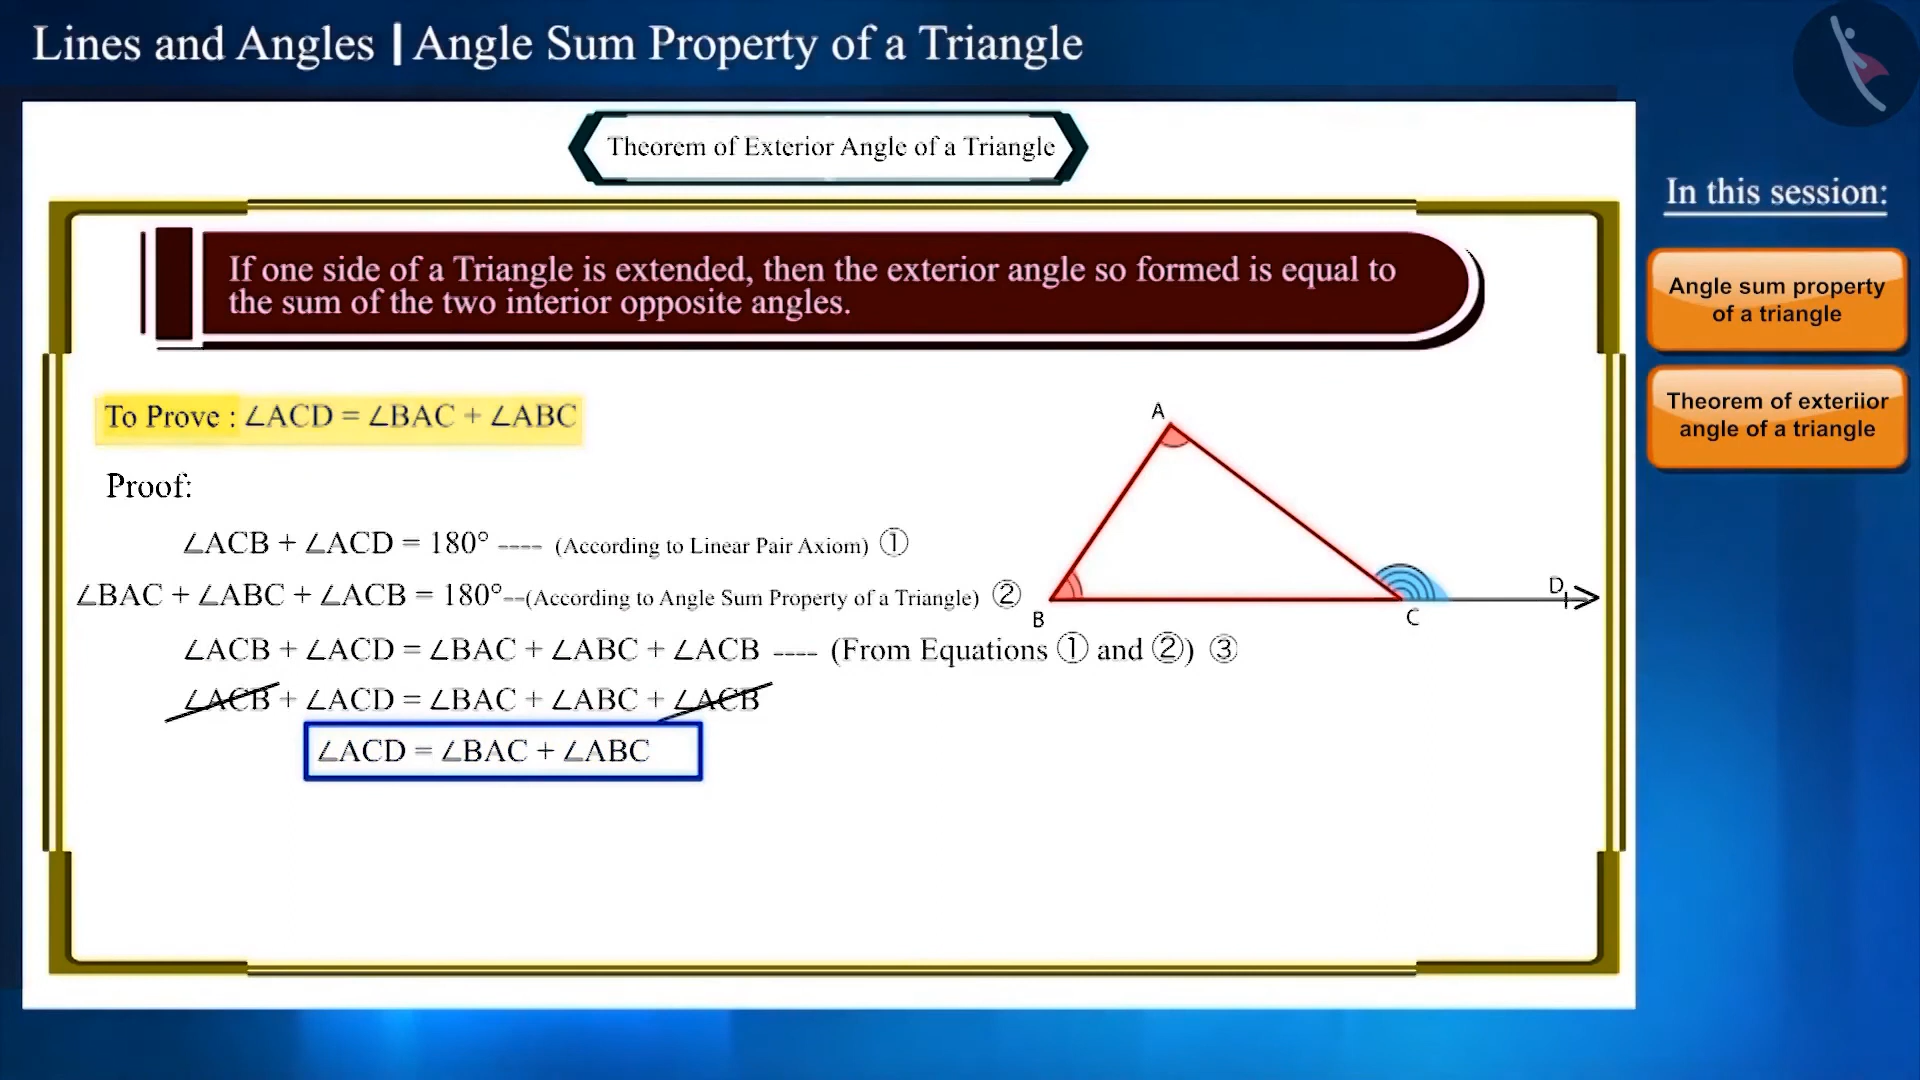 Lines and Angles | Angle Sum Property of a Triangle
Theorem of Exterior Angle of a Triangle
In this session:
If one side of a Triangle is extended, then the exterior angle so formed is equal to
the sum of the two interior opposite angles.
Angle sum property
of a triangle
Theorem of exteriior
angle of a triangle
To Prove : ∠ACD = ∠BAC + ∠ABC
A
Proof:
∠ACB + ∠ACD = 180° ---- (According to Linear Pair Axiom) ①
∠BAC + ∠ABC + ∠ACB = 180°--(According to Angle Sum Property of a Triangle) ②
D
B
C
∠ACB + ∠ACD = ∠BAC + ∠ABC + ∠ACB ---- (From Equations ① and ②) ③
∠ACB + ∠ACD = ∠BAC + ∠ABC + ∠ACB
∠ACD = ∠BAC + ∠ABC